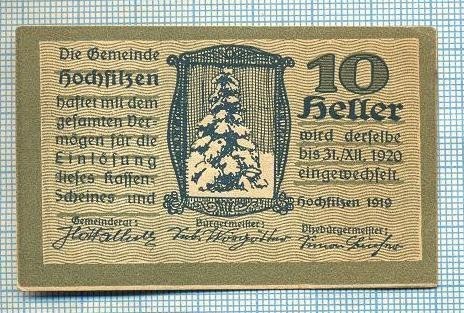 Die Gemeinde
Hochfilzen
haftet mit dem
gesamten Ver-
mögen für die
Einlösung
dieses Kassen-
Scheines und
10
Heller
wird derselbe
bis 31./XII. 1920
eingewechselt.
Hochfilzen 1919
Gemeinderat:
Bürgermeister:
Vizebürgermeister: